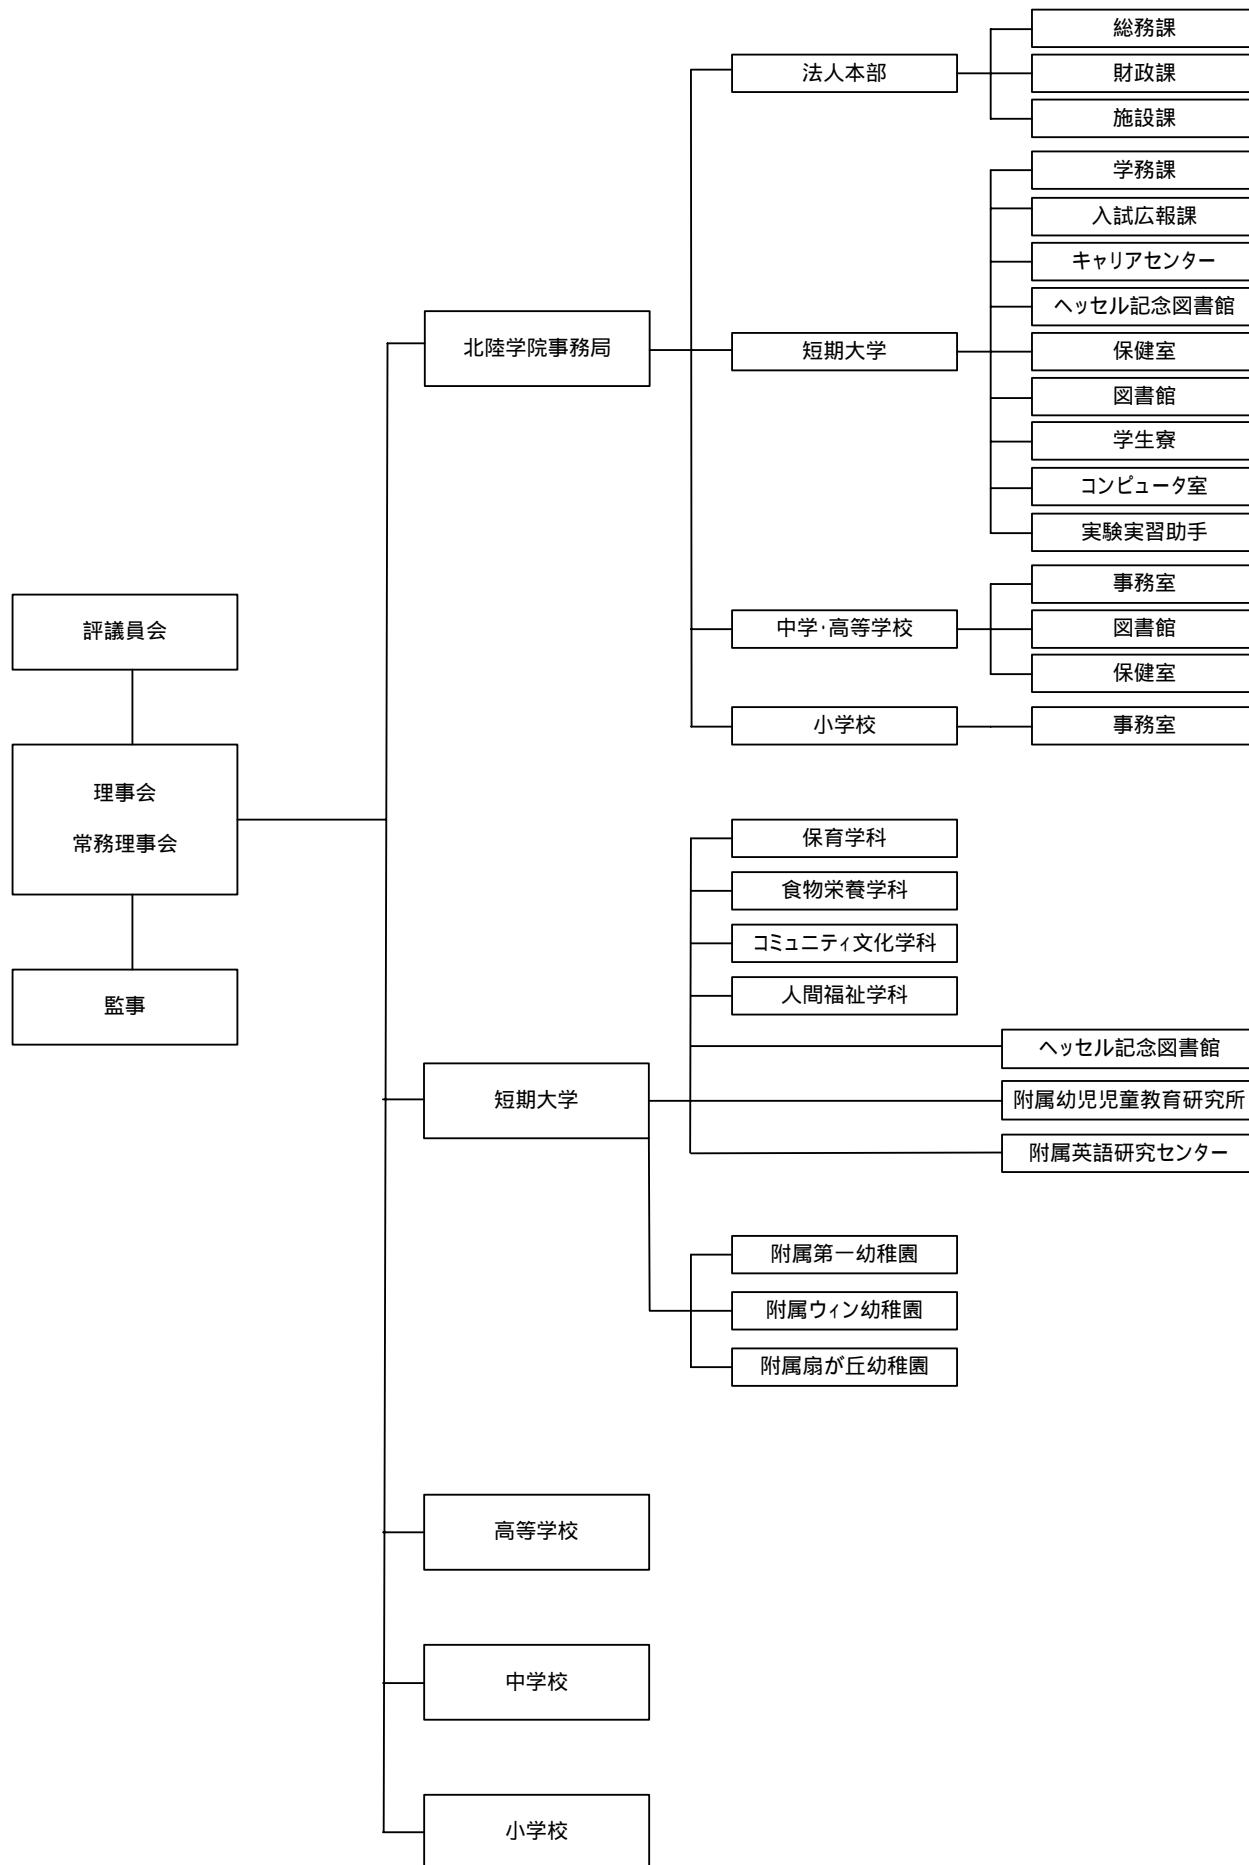 総務課
法人本部
財政課
施設課
学務課
入試広報課
キャリアセンター
ヘッセル記念図書館
北陸学院事務局
短期大学
保健室
図書館
学生寮
コンピュータ室
実験実習助手
事務室
評議員会
中学・高等学校
図書館
保健室
小学校
事務室
理事会
常務理事会
保育学科
食物栄養学科
コミュニティ文化学科
人間福祉学科
監事
ヘッセル記念図書館
短期大学
附属幼児児童教育研究所
附属英語研究センター
附属第一幼稚園
附属ウィン幼稚園
附属扇が丘幼稚園
高等学校
中学校
小学校